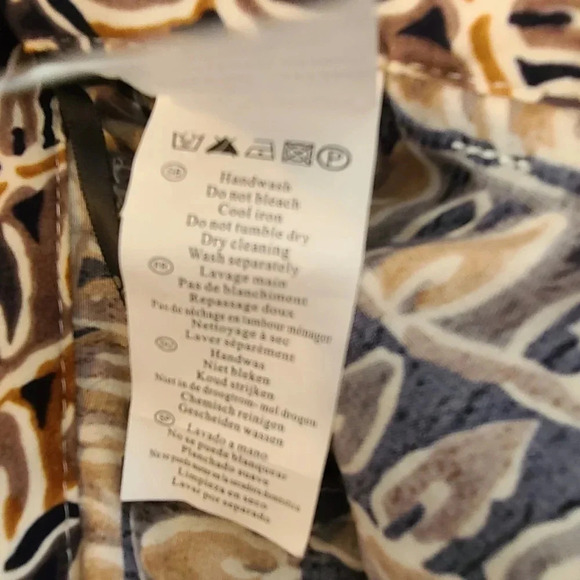 P
GB
Handwash
Do not bleach
Cool iron
Do not tumble dry
Dry cleaning
Wash separately
FR
Lavage main
Pas de blanchiment
Repassage doux
Pas de séchage en tambour ménager
Nettoyage à sec
Laver séparément
Handwas
Niet bleken
Koud strijken
Niet in de droogtrom- mol drogen
Chemisch reinigen
Gescheiden wassen
SP
Lavado a mano
No se pueda blanquear
Planchado suave
Limpieza en seco
Lavar por separado